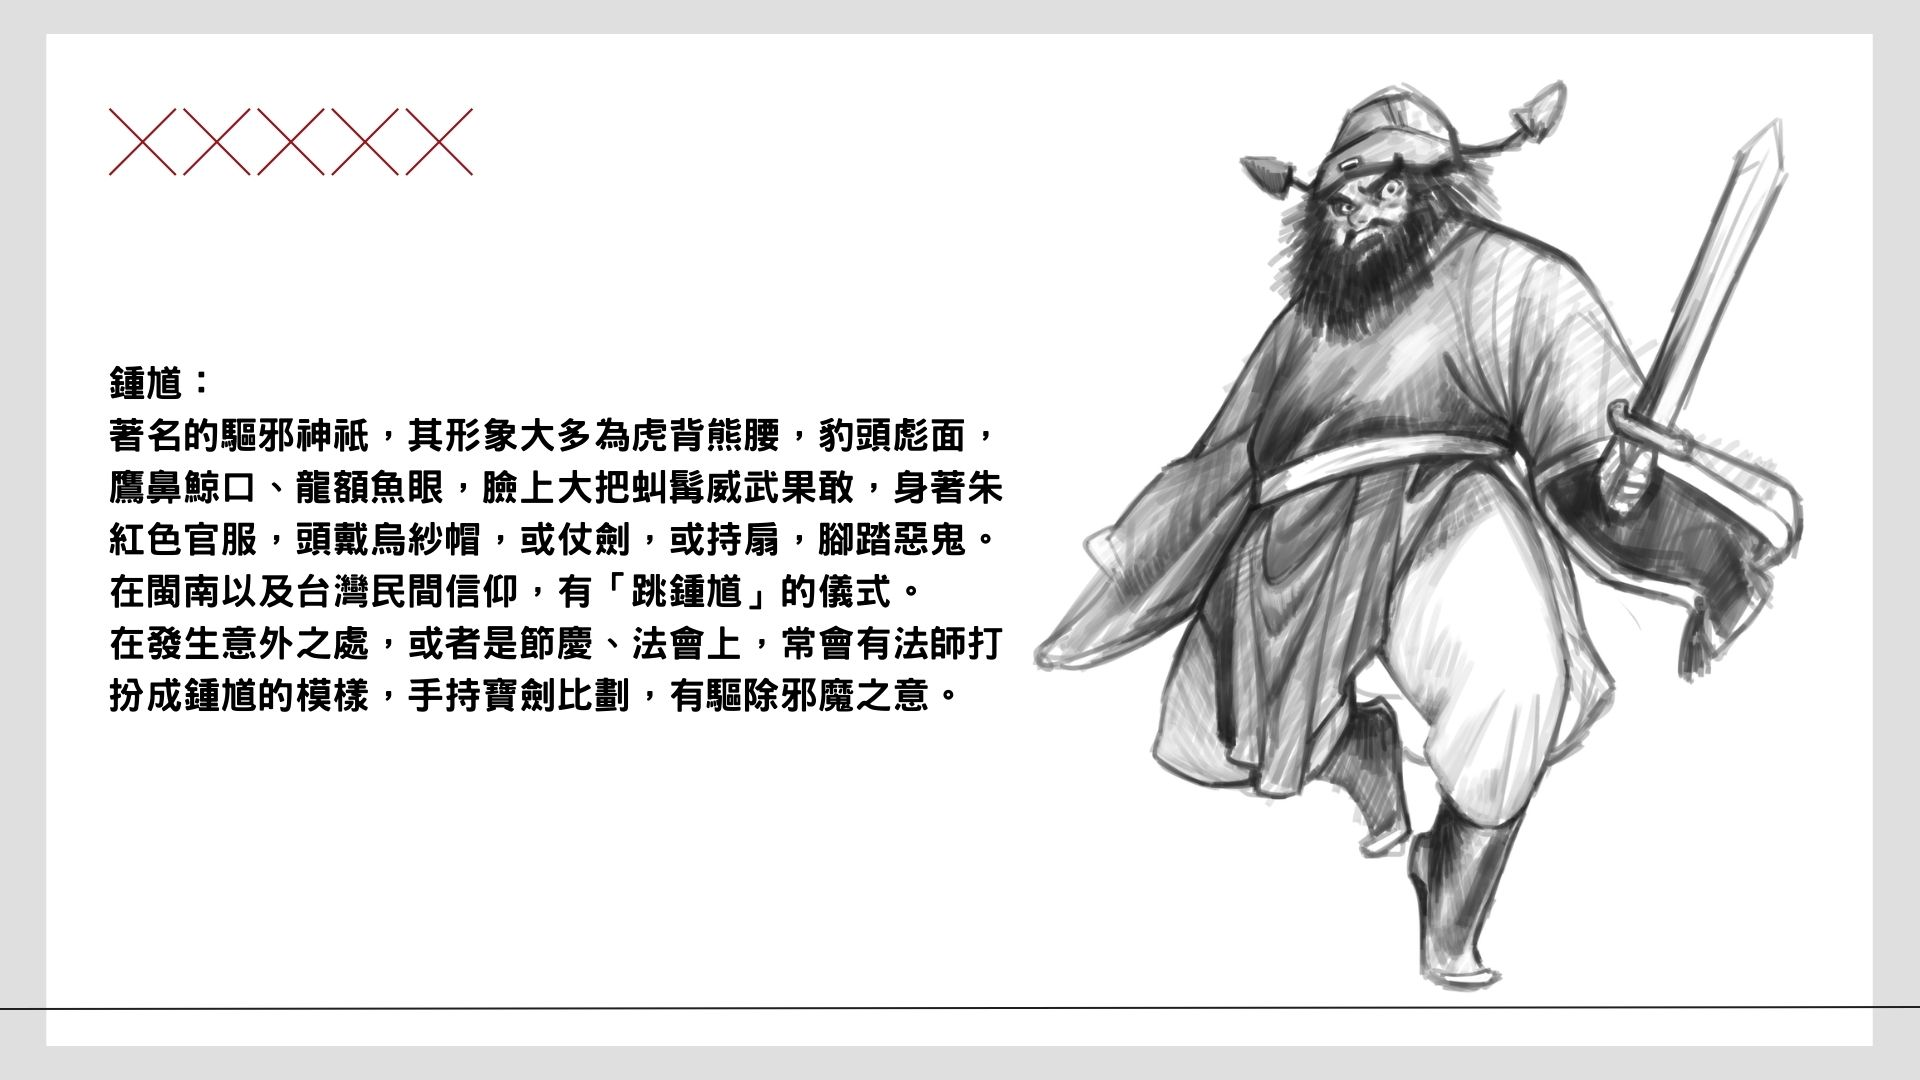 鍾馗：
著名的驅邪神祇，其形象大多為虎背熊腰，豹頭彪面，
鷹鼻鯨口、龍額魚眼，臉上大把虯髯威武果敢，身著朱
紅色官服，頭戴烏紗帽，或仗劍，或持扇，腳踏惡鬼。
在閩南以及台灣民間信仰，有「跳鍾馗」的儀式。
在發生意外之處，或者是節慶、法會上，常會有法師打
扮成鍾馗的模樣，手持寶劍比劃，有驅除邪魔之意。